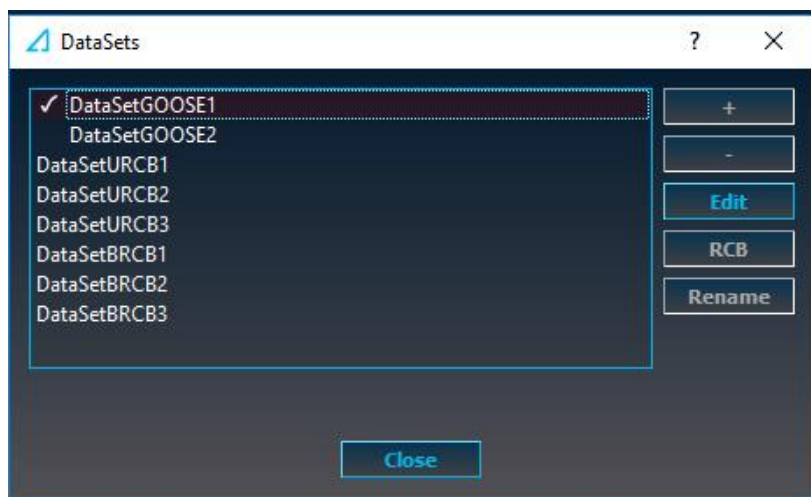 DataSets
?
✓ DataSetGOOSE1
DataSetGOOSE2
DataSetURCB1
DataSetURCB2
DataSetURCB3
DataSetBRCB1
DataSetBRCB2
DataSetBRCB3
+
-
Edit
RCB
Rename
Close